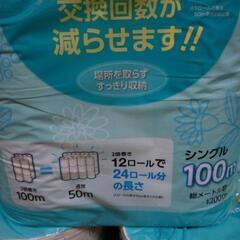 交換回数が
減らせます!!
場所を取らず
すっきり収納
2倍巻き
100m
通常
50m
2倍巻き
12ロールで
24ロール分
の長さ
シングル
100m